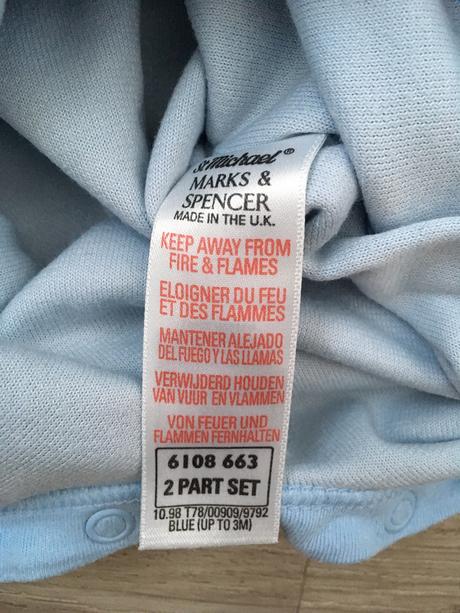 St Michael®
MARKS &
SPENCER
MADE IN THE U.K.
KEEP AWAY FROM
FIRE & FLAMES
ELOIGNER DU FEU
ET DES FLAMMES
MANTENER ALEJADO
DEL FUEGO Y LAS LLAMAS
VERWIJDERD HOUDEN
VAN VUUR EN VLAMMEN
VON FEUER UND
FLAMMEN FERNHALTEN
6108 663
2 PART SET
10.98 T78/00909/9792
BLUE (UP TO 3M)